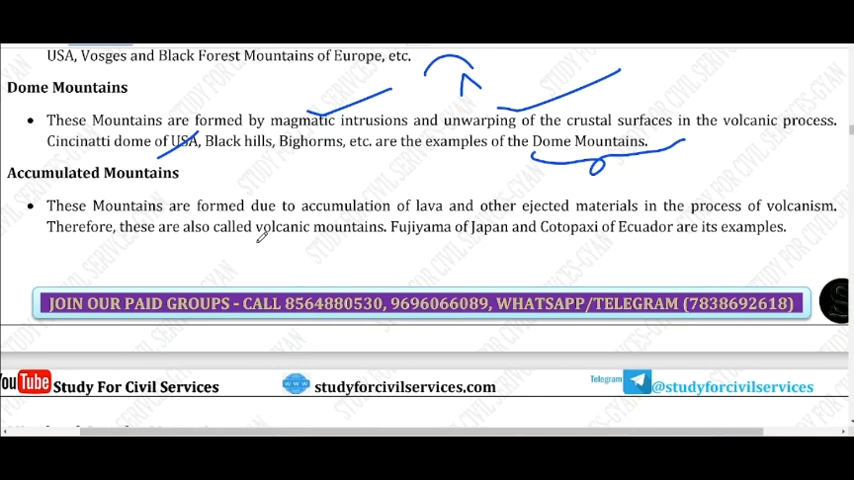 USA, Vosges and Black Forest Mountains of Europe, etc.
Dome Mountains
• These Mountains are formed by magmatic intrusions and unwarping of the crustal surfaces in the volcanic process.
Cincinatti dome of USA, Black hills, Bighorms, etc. are the examples of the Dome Mountains.
Accumulated Mountains
• These Mountains are formed due to accumulation of lava and other ejected materials in the process of volcanism.
Therefore, these are also called volcanic mountains. Fujiyama of Japan and Cotopaxi of Ecuador are its examples.
JOIN OUR PAID GROUPS - CALL 8564880530, 9696066089, WHATSAPP/TELEGRAM (7838692618)
You Tube Study For Civil Services www studyforcivilservices.com Telegram @studyforcivilservices